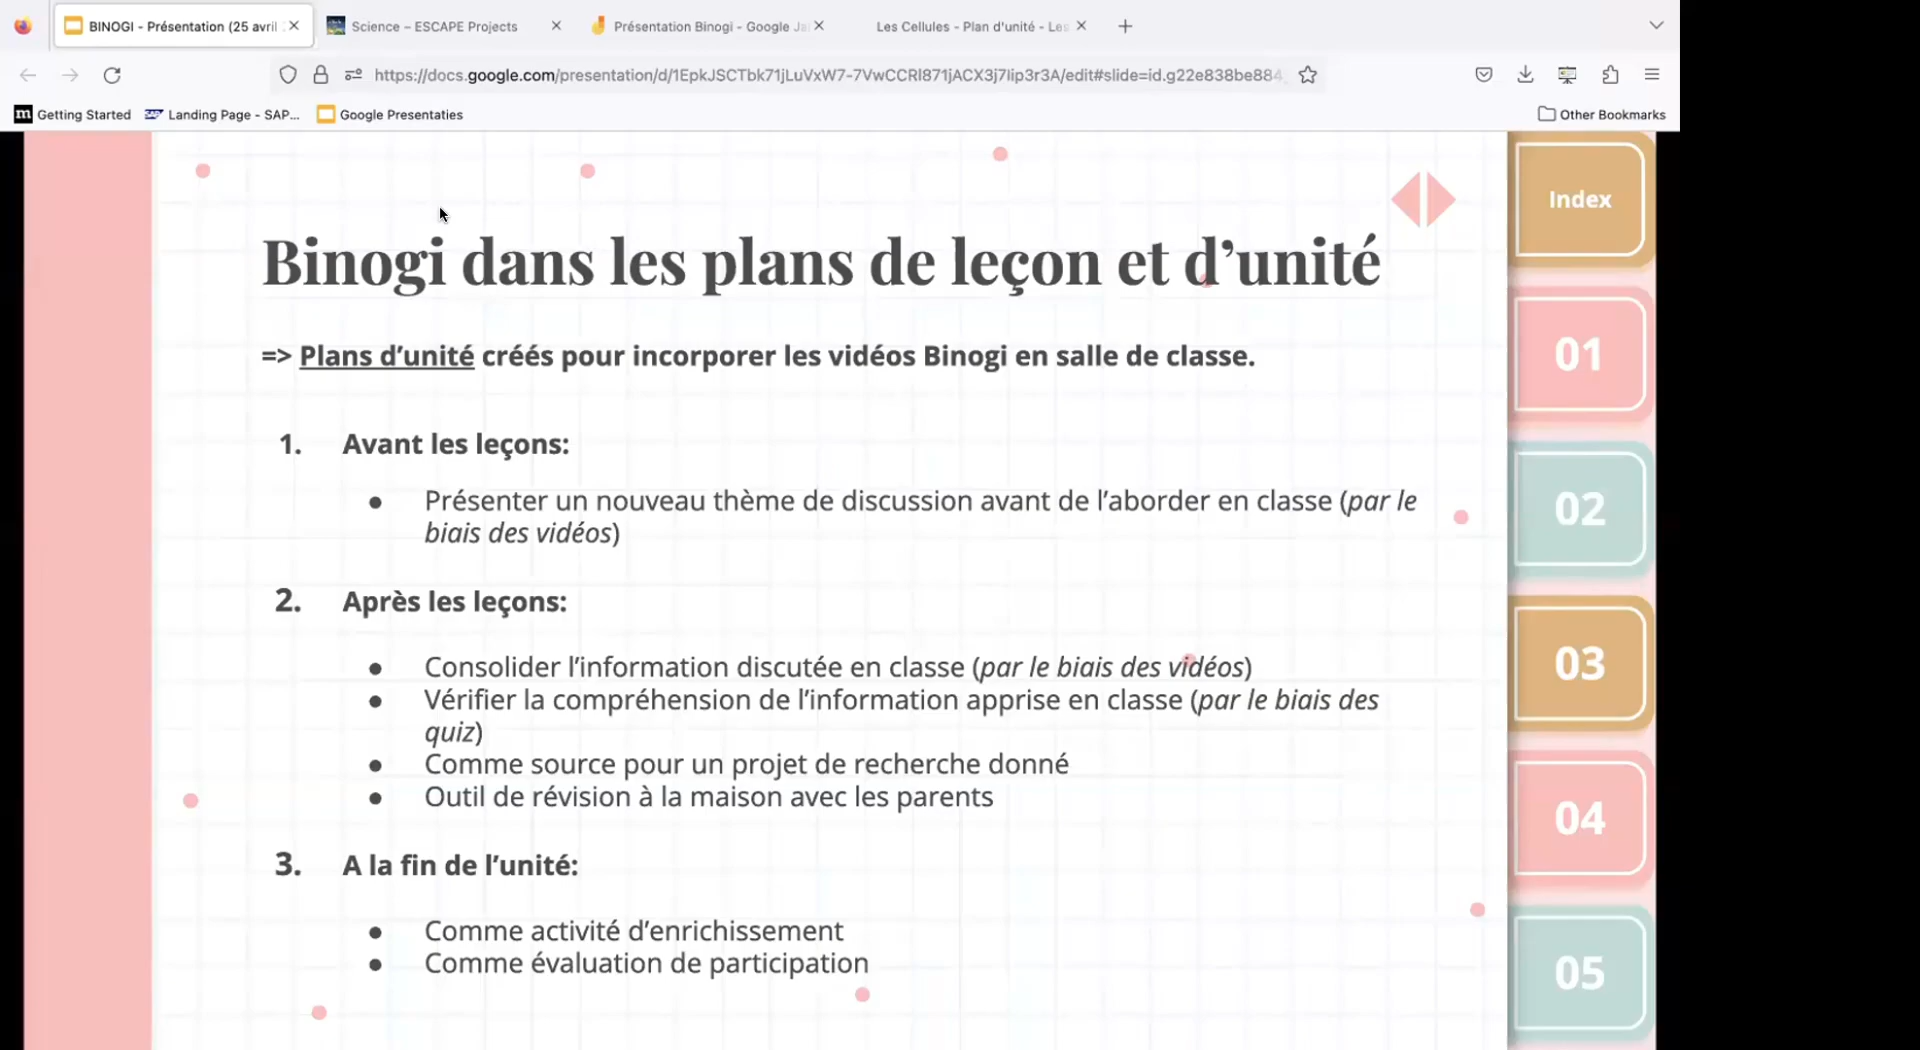 BINOGI - Présentation (25 avril
Science – ESCAPE Projects
Présentation Binogi - Google
Les Cellules - Plan d'unité - Les
https://docs.google.com/presentation/d/1EpkJSCTbk71jLuVxW7-7VwCCRl871jACX3j7lip3r3A/edit#slide=id.g22e838be884
Getting Started
Landing Page - SAP...
Google Presentaties
Other Bookmarks
Index
Binogi dans les plans de leçon et d’unité
=> Plans d’unité créés pour incorporer les vidéos Binogi en salle de classe.
1. Avant les leçons:
● Présenter un nouveau thème de discussion avant de l’aborder en classe (par le
biais des vidéos)
2. Après les leçons:
● Consolider l’information discutée en classe (par le biais des vidéos)
● Vérifier la compréhension de l’information apprise en classe (par le biais des
quiz)
● Comme source pour un projet de recherche donné
● Outil de révision à la maison avec les parents
3. A la fin de l’unité:
● Comme activité d’enrichissement
● Comme évaluation de participation
01
02
03
04
05